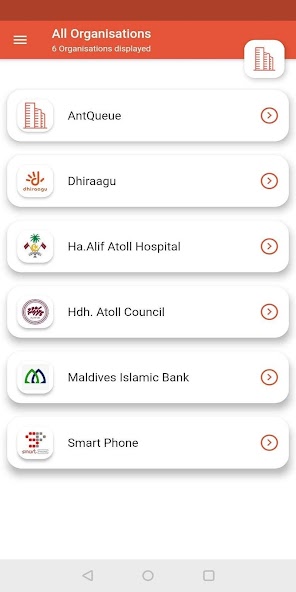 All Organisations
6 Organisations displayed
AntQueue
dhiraagu
Dhiraagu
Ha.Alif Atoll Hospital
Hdh. Atoll Council
Maldives Islamic Bank
smart
Smart Phone